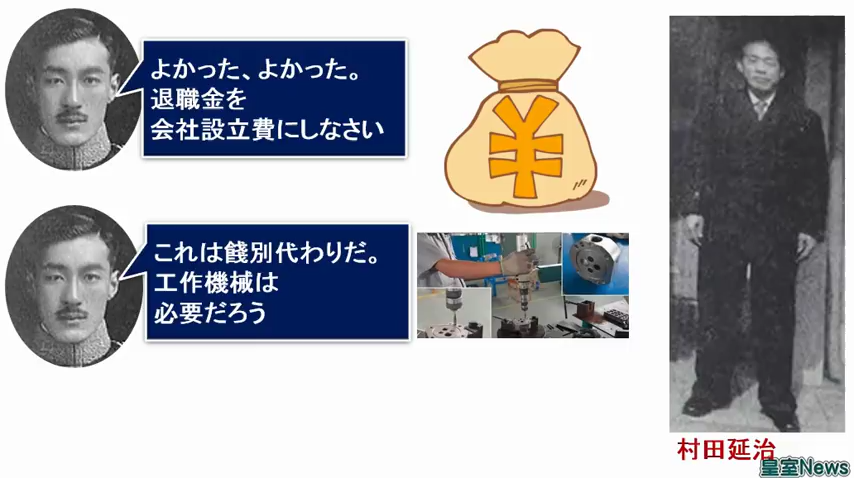 よかった、よかった。
退職金を
会社設立費にしなさい
これは餞別代わりだ。
工作機械は
必要だろう
村田延治
皇室News